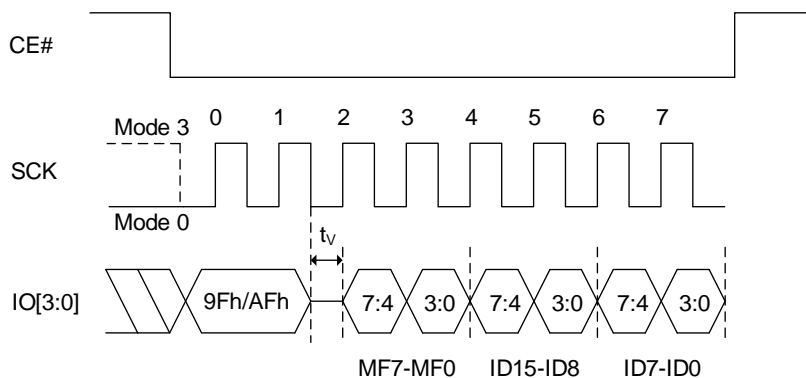 CE#
Mode 3 0 1 2 3 4 5 6 7
SCK
Mode 0
tV
IO[3:0] 9Fh/AFh 7:4 3:0 7:4 3:0 7:4 3:0
MF7-MF0 ID15-ID8 ID7-ID0